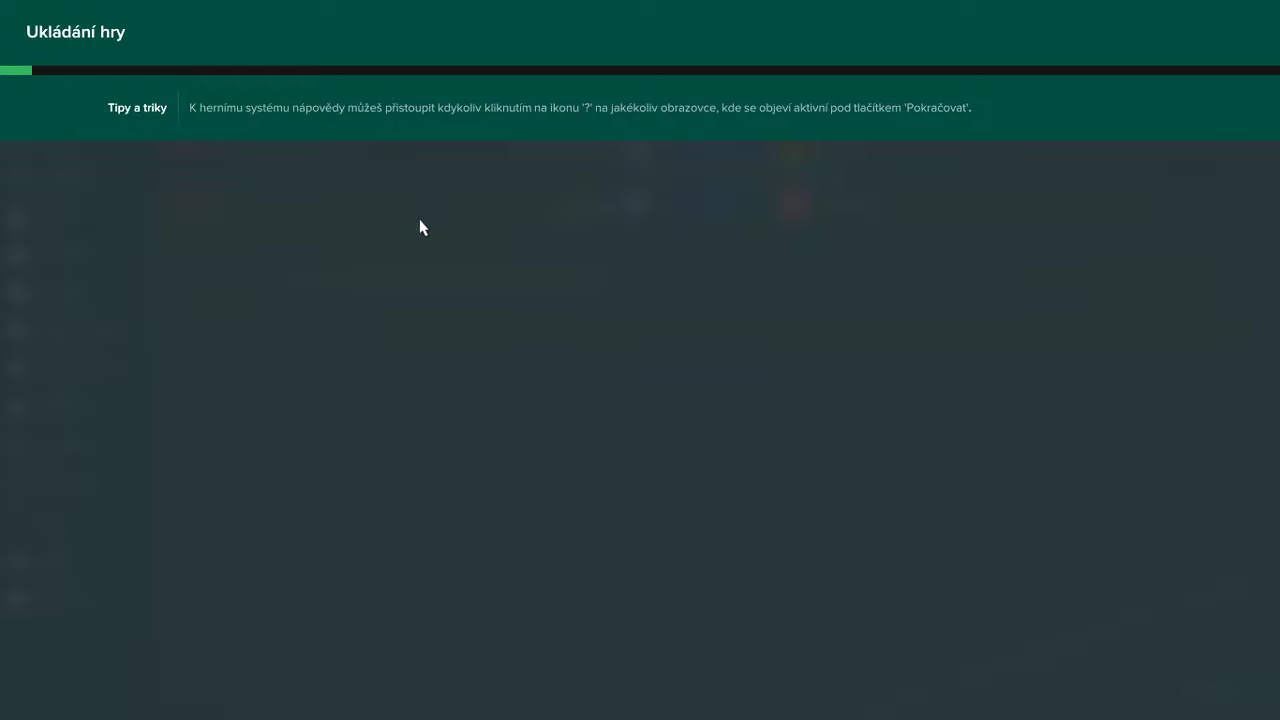 Ukládání hry
Tipy a triky
K hernímu systému nápovědy můžeš přistoupit kdykoliv kliknutím na ikonu '?' na jakékoliv obrazovce, kde se objeví aktivní pod tlačítkem 'Pokračovat'.